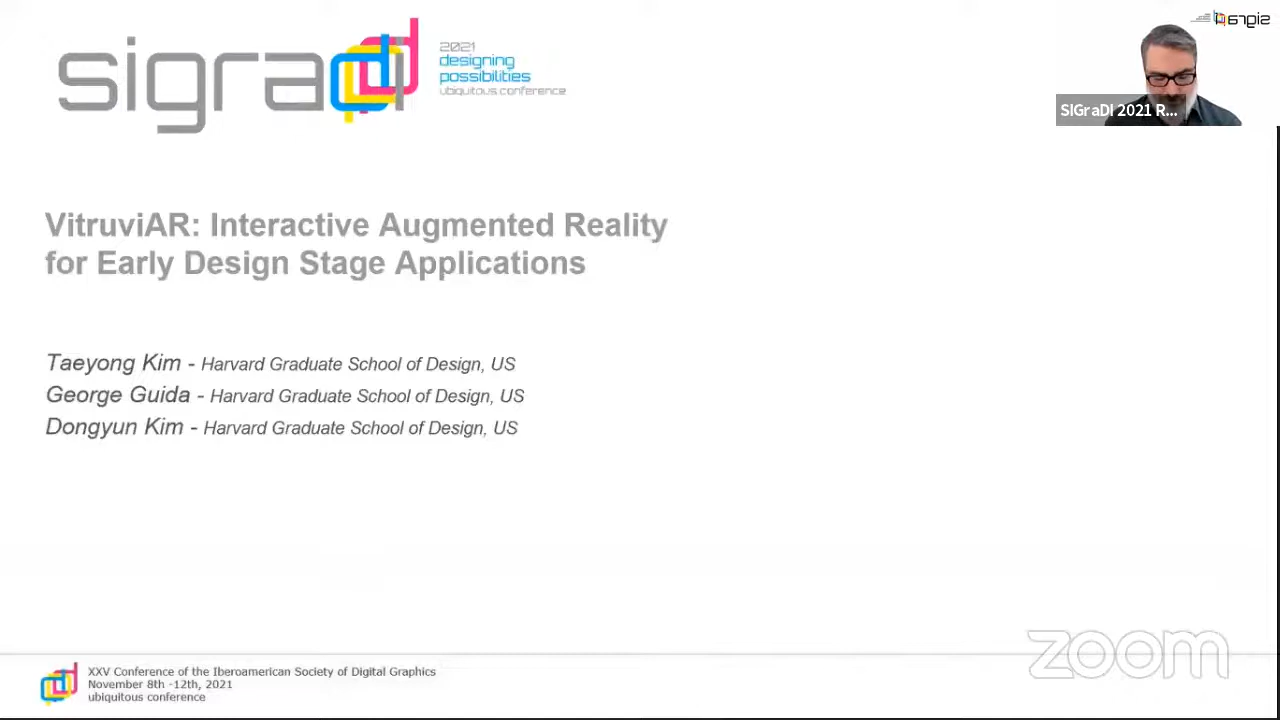 sigradi
2021
designing
possibilities
ubiquitous conference
SIGraDI 2021 R...
VitruviAR: Interactive Augmented Reality
for Early Design Stage Applications
Taeyong Kim - Harvard Graduate School of Design, US
George Guida - Harvard Graduate School of Design, US
Dongyun Kim - Harvard Graduate School of Design, US
zoom
XXV Conference of the Iberoamerican Society of Digital Graphics
November 8th -12th, 2021
ubiquitous conference